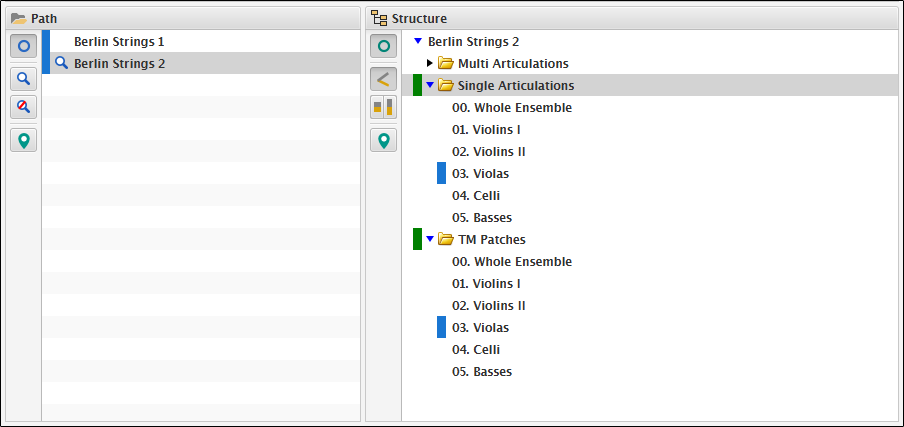 Path
Berlin Strings 1
Berlin Strings 2
Structure
Berlin Strings 2
Multi Articulations
Single Articulations
00. Whole Ensemble
01. Violins I
02. Violins II
03. Violas
04. Celli
05. Basses
TM Patches
00. Whole Ensemble
01. Violins I
02. Violins II
03. Violas
04. Celli
05. Basses